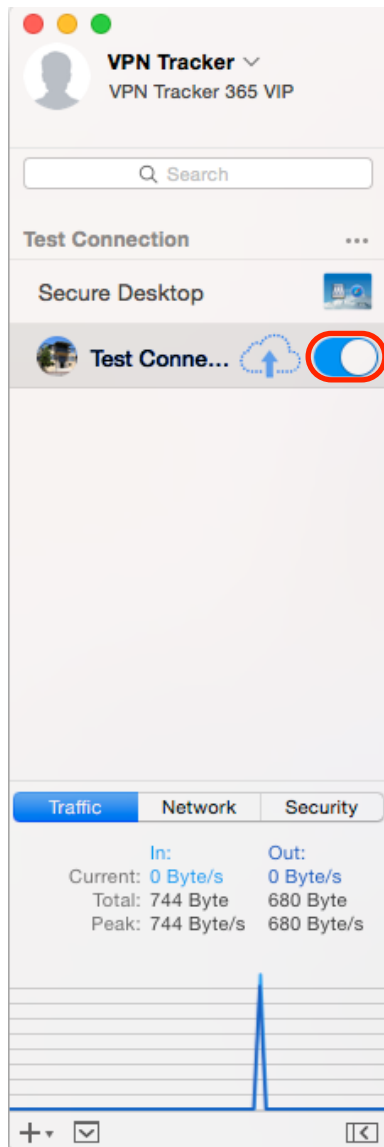 VPN Tracker
VPN Tracker 365 VIP
Search
Test Connection
Secure Desktop
Test Conne...
Traffic Network Security
In: Out:
Current: 0 Byte/s 0 Byte/s
Total: 744 Byte 680 Byte
Peak: 744 Byte/s 680 Byte/s